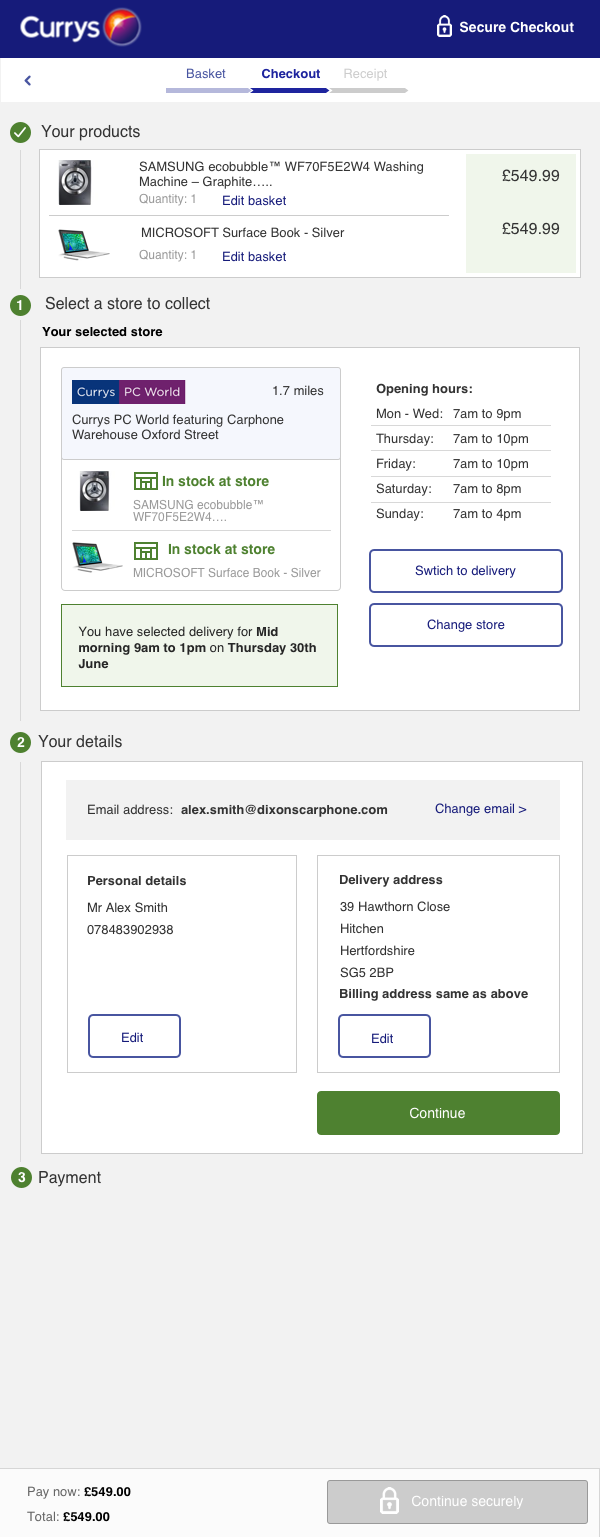 Currys
Secure Checkout
Basket
Checkout
Receipt
Your products
SAMSUNG ecobubble™ WF70F5E2W4 Washing
Machine – Graphite…..
£549.99
Quantity: 1
Edit basket
MICROSOFT Surface Book - Silver
£549.99
Quantity: 1
Edit basket
1
Select a store to collect
Your selected store
Currys PC World
1.7 miles
Currys PC World featuring Carphone
Warehouse Oxford Street
In stock at store
SAMSUNG ecobubble™
WF70F5E2W4….
In stock at store
MICROSOFT Surface Book - Silver
You have selected delivery for Mid
morning 9am to 1pm on Thursday 30th
June
Opening hours:
Mon - Wed: 7am to 9pm
Thursday: 7am to 10pm
Friday: 7am to 10pm
Saturday: 7am to 8pm
Sunday: 7am to 4pm
Swtich to delivery
Change store
2
Your details
Email address: alex.smith@dixonscarphone.com
Change email >
Personal details
Mr Alex Smith
078483902938
Edit
Delivery address
39 Hawthorn Close
Hitchen
Hertfordshire
SG5 2BP
Billing address same as above
Edit
Continue
3
Payment
Pay now: £549.00
Total: £549.00
Continue securely